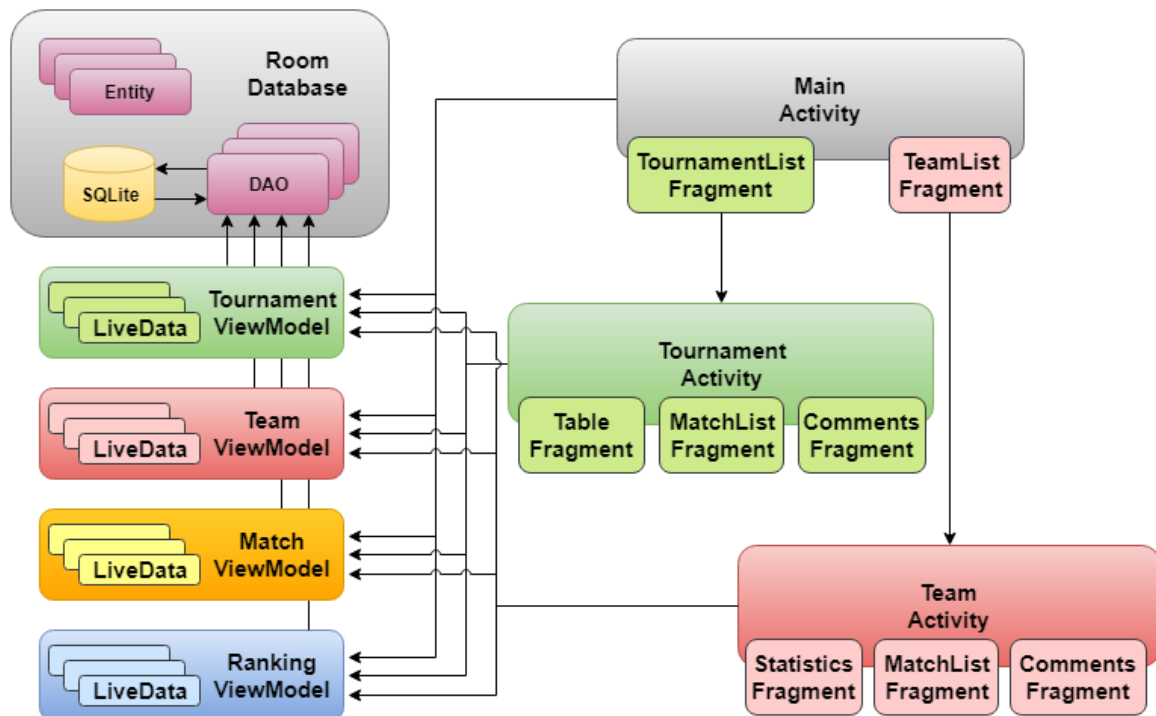 Room
Database
Entity
DAO
SQLite
Main
Activity
TournamentList
Fragment
TeamList
Fragment
LiveData
Tournament
ViewModel
Tournament
Activity
Table
Fragment
MatchList
Fragment
Comments
Fragment
LiveData
Team
ViewModel
LiveData
Match
ViewModel
Team
Activity
Statistics
Fragment
MatchList
Fragment
Comments
Fragment
LiveData
Ranking
ViewModel